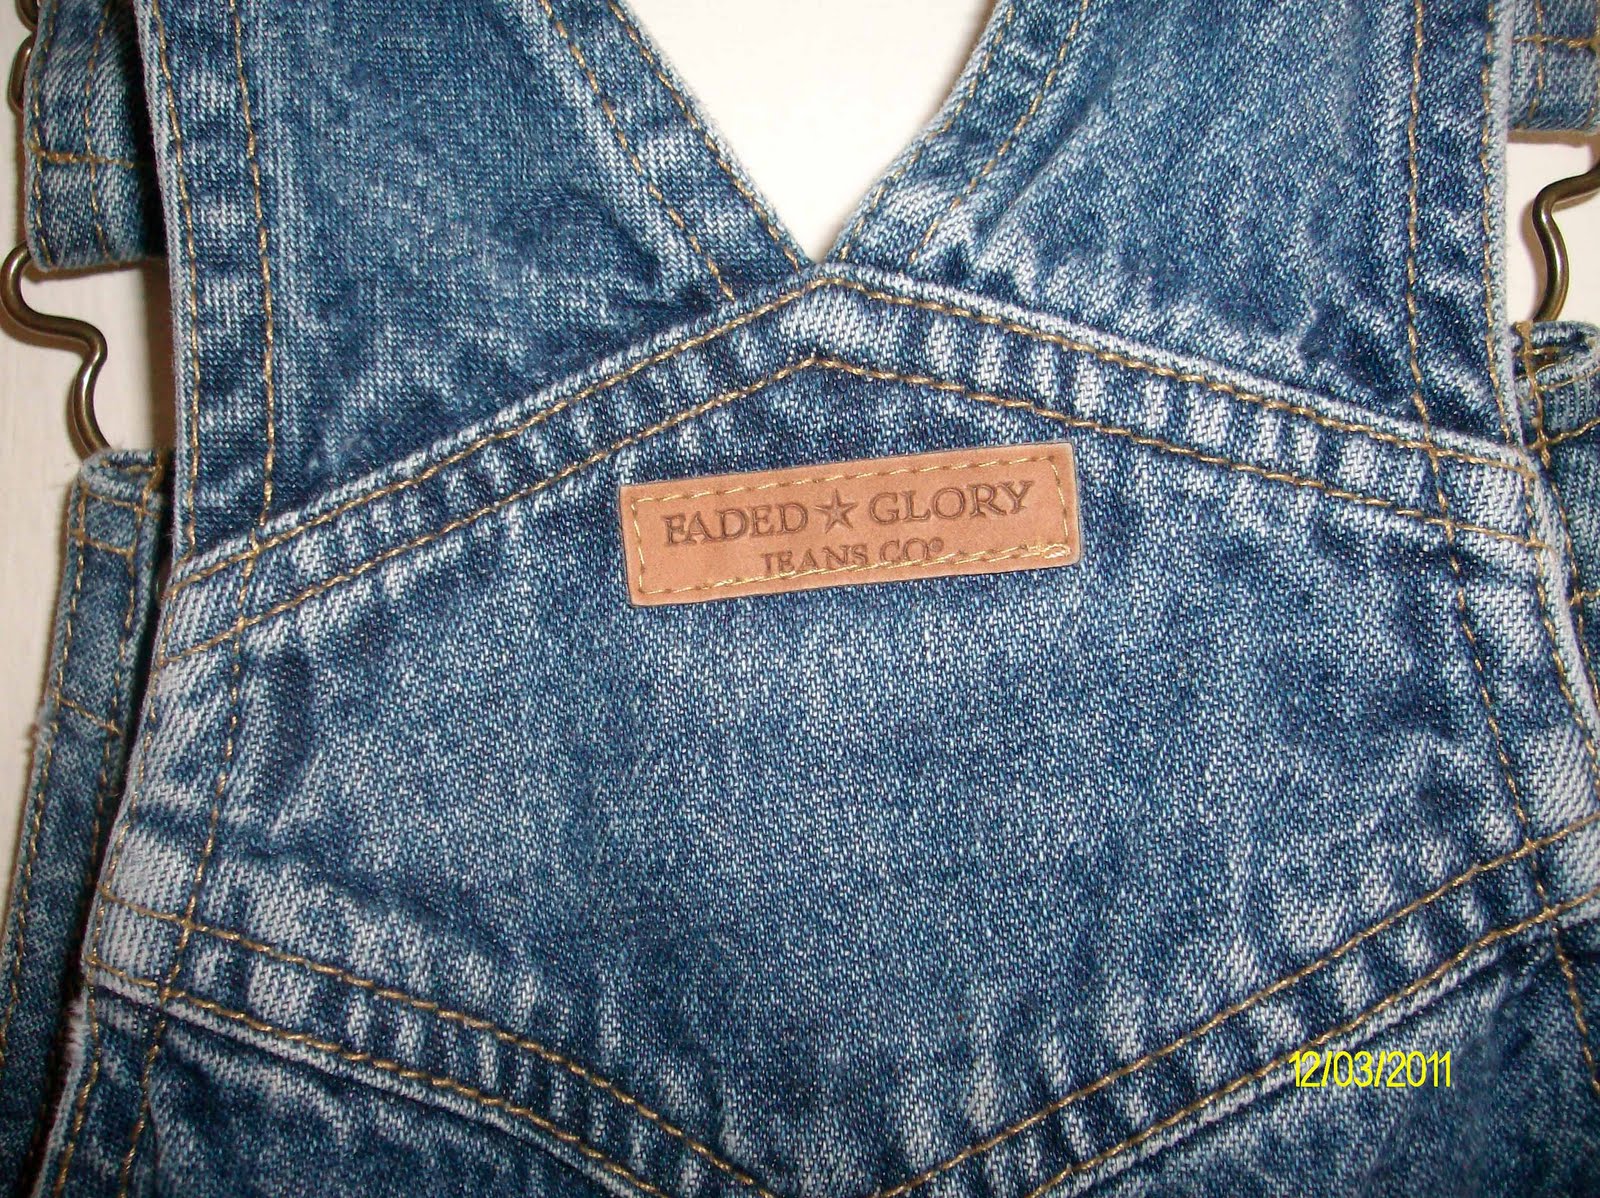 FADED ★ GLORY
JEANS CO®
12/03/2011